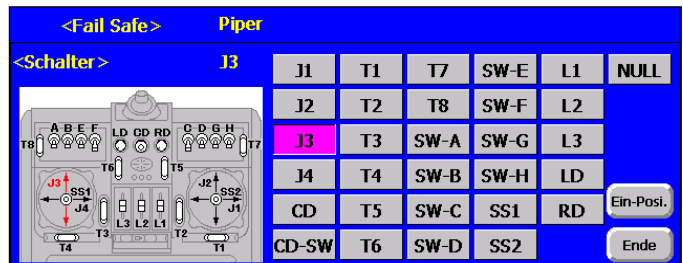 <Fail Safe> Piper
<Schalter> J3
J1 T1 T7 SW-E L1 NULL
J2 T2 T8 SW-F L2
J3 T3 SW-A SW-G L3
J4 T4 SW-B SW-H LD
CD T5 SW-C SS1 RD Ein-Posi.
CD-SW T6 SW-D SS2 Ende
A B E F LD CD RD C D G H
T8 T7
T6 T5
J3 J2
SS1 SS2
J4 J1
L3 L2 L1
T3 T2
T4 T1